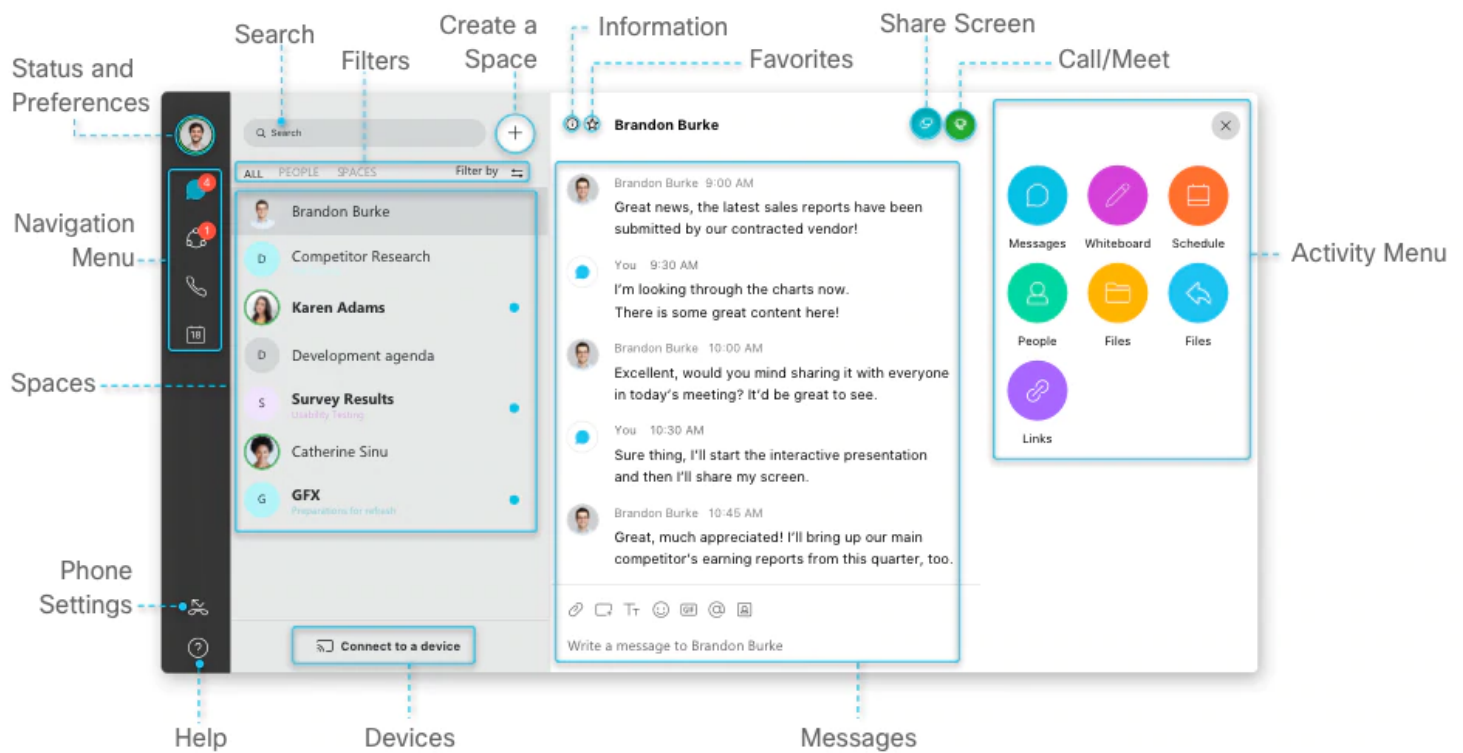 Search
Create a
Space
Information
Share Screen
Status and
Preferences
Filters
Favorites
Call/Meet
Search
Brandon Burke
ALL PEOPLE SPACES Filter by
4
1
18
Navigation
Menu
Spaces
Brandon Burke
D Competitor Research
Karen Adams
D Development agenda
S Survey Results
Usability Testing
Catherine Sinu
G GFX
Preparations for refresh
Brandon Burke 9:00 AM
Great news, the latest sales reports have been
submitted by our contracted vendor!
You 9:30 AM
I'm looking through the charts now.
There is some great content here!
Brandon Burke 10:00 AM
Excellent, would you mind sharing it with everyone
in today's meeting? It'd be great to see.
You 10:30 AM
Sure thing, I'll start the interactive presentation
and then I'll share my screen.
Brandon Burke 10:45 AM
Great, much appreciated! I'll bring up our main
competitor's earning reports from this quarter, too.
GIF @
Write a message to Brandon Burke
Messages Whiteboard Schedule
People Files Files
Links
Activity Menu
Phone
Settings
?
Connect to a device
Help
Devices
Messages